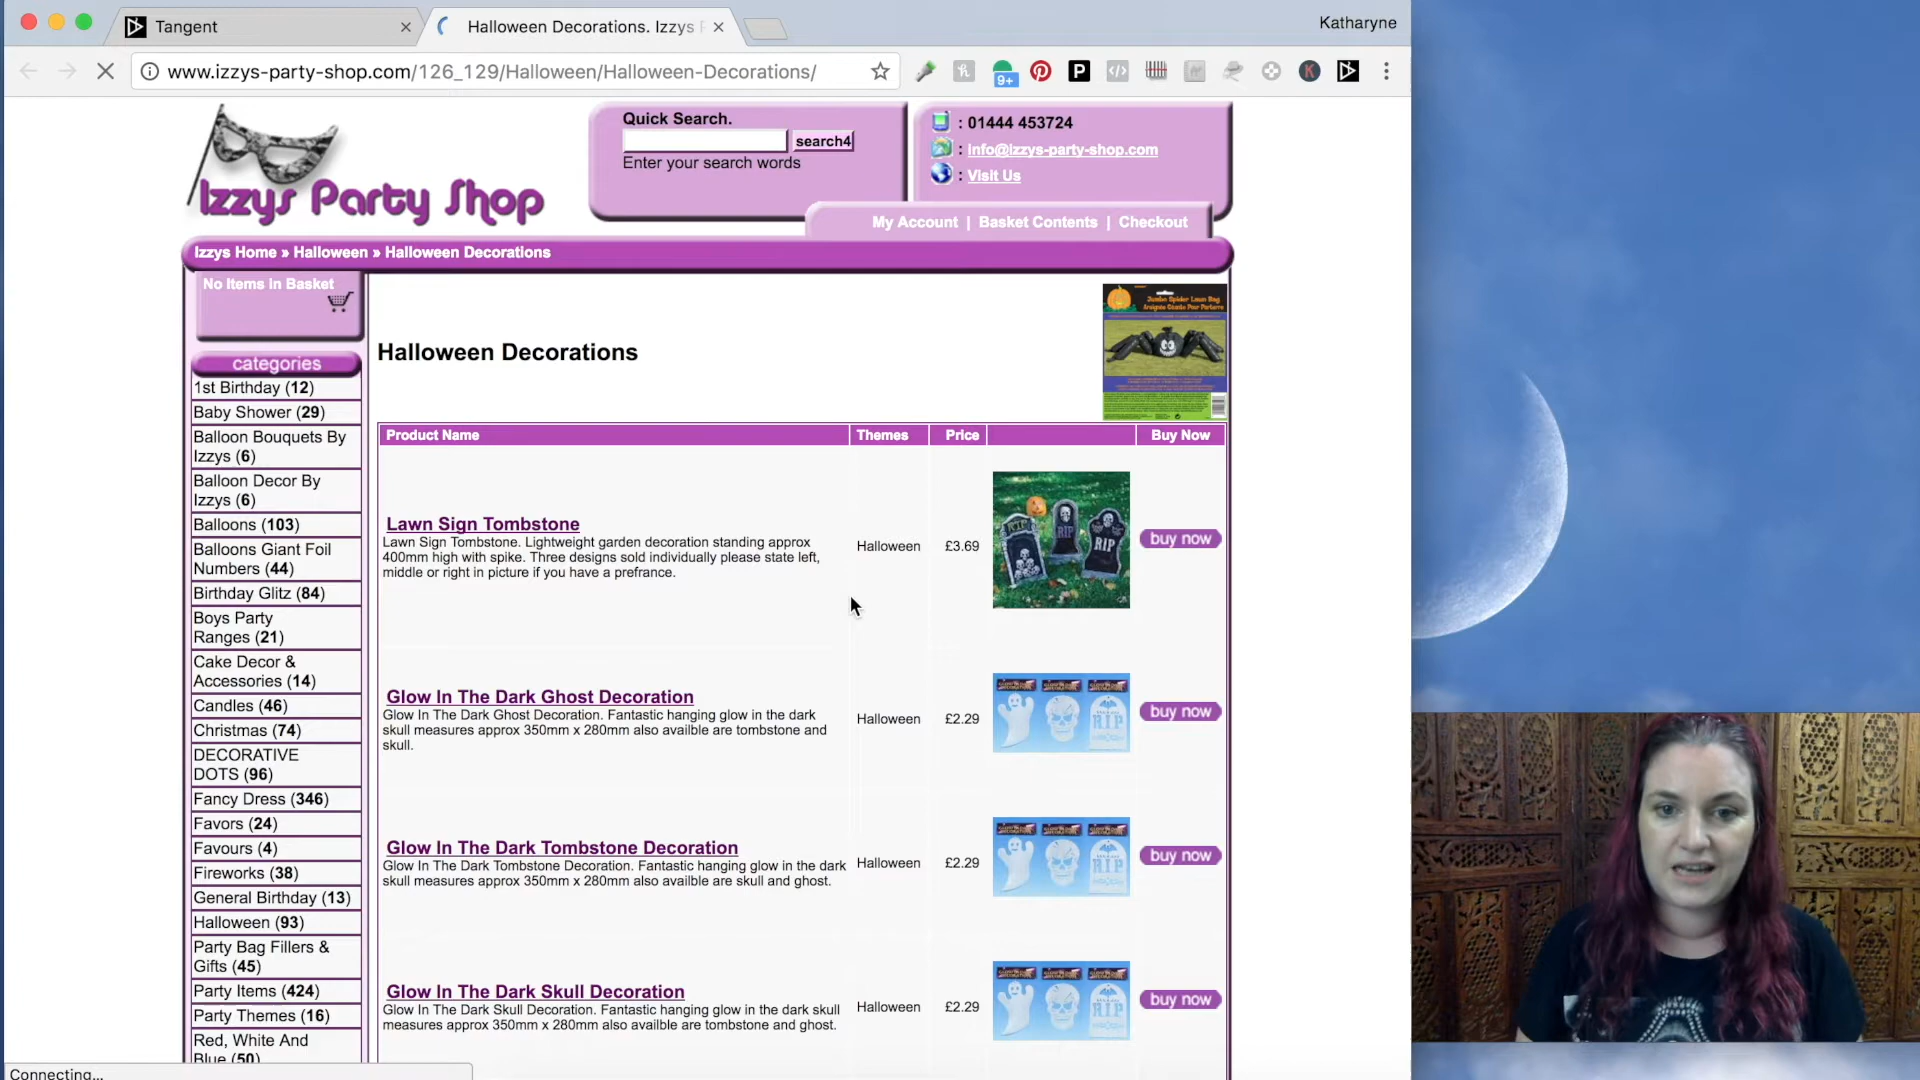 Tangent
Halloween Decorations. Izzys
Katharyne
www.izzys-party-shop.com/126_129/Halloween/Halloween-Decorations/
9+
Izzys Party Shop
Quick Search.
search4
Enter your search words
: 01444 453724
: info@izzys-party-shop.com
: Visit Us
My Account | Basket Contents | Checkout
Izzys Home » Halloween » Halloween Decorations
No Items in Basket
categories
1st Birthday (12)
Baby Shower (29)
Balloon Bouquets By
Izzys (6)
Balloon Decor By
Izzys (6)
Balloons (103)
Balloons Giant Foil
Numbers (44)
Birthday Glitz (84)
Boys Party
Ranges (21)
Cake Decor &
Accessories (14)
Candles (46)
Christmas (74)
DECORATIVE
DOTS (96)
Fancy Dress (346)
Favors (24)
Favours (4)
Fireworks (38)
General Birthday (13)
Halloween (93)
Party Bag Fillers &
Gifts (45)
Party Items (424)
Party Themes (16)
Red, White And
Blue (50)
Halloween Decorations
Jumbo Spider Lawn Bag
Product Name Themes Price Buy Now
Lawn Sign Tombstone
Lawn Sign Tombstone. Lightweight garden decoration standing approx
400mm high with spike. Three designs sold individually please state left,
middle or right in picture if you have a prefrance.
Halloween £3.69 buy now
RIP
RIP
RIP
Glow In The Dark Ghost Decoration
Glow In The Dark Ghost Decoration. Fantastic hanging glow in the dark
skull measures approx 350mm x 280mm also availble are tombstone and
skull.
Halloween £2.29 buy now
RIP
Glow In The Dark Tombstone Decoration
Glow In The Dark Tombstone Decoration. Fantastic hanging glow in the dark
skull measures approx 350mm x 280mm also availble are skull and ghost.
Halloween £2.29 buy now
RIP
Glow In The Dark Skull Decoration
Glow In The Dark Skull Decoration. Fantastic hanging glow in the dark skull
measures approx 350mm x 280mm also availble are tombstone and ghost.
Halloween £2.29 buy now
RIP
Connecting...